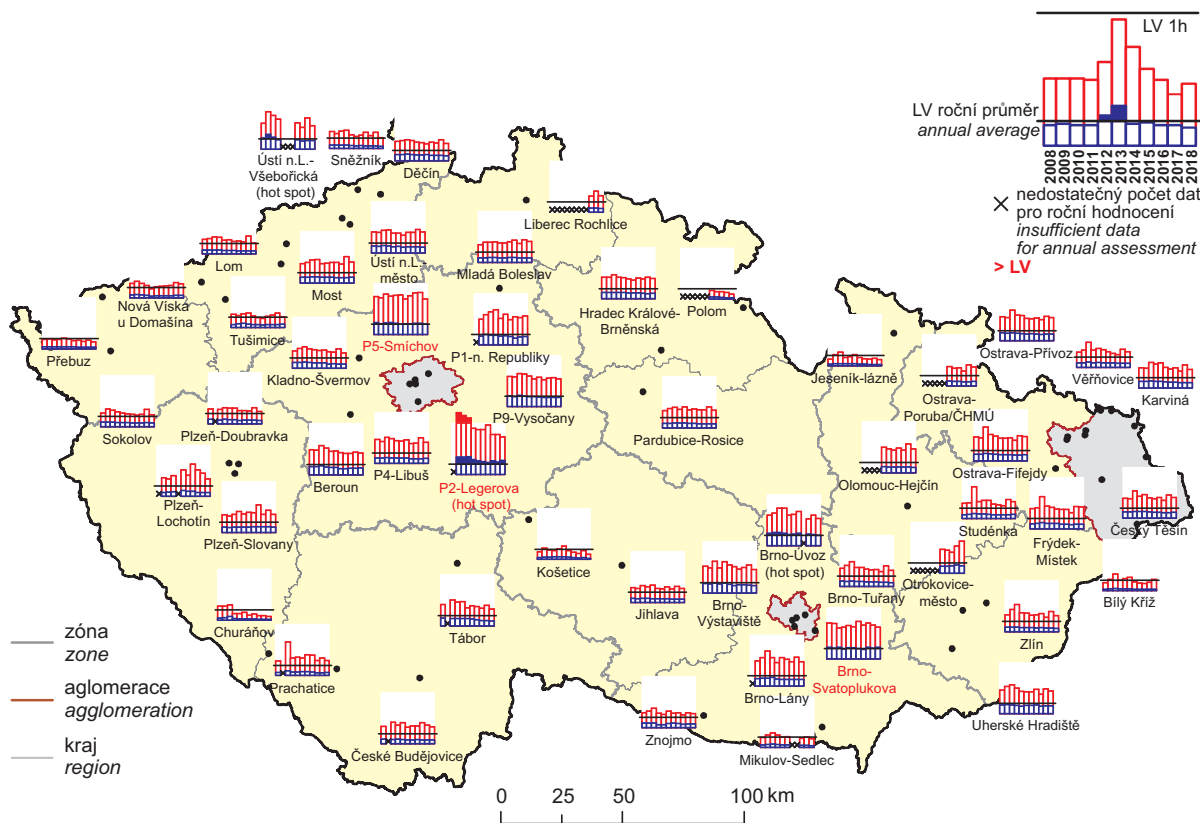 LV 1h
LV roční průměr
annual average
2008
2009
2010
2011
2012
2013
2014
2015
2016
2017
2018
× nedostatečný počet dat
pro roční hodnocení
insufficient data
for annual assessment
> LV
Ústí n.L.-
Všebořická
(hot spot)
Sněžník
Děčín
Liberec Rochlice
Lom
Most
Ústí n.L.-
město
Mladá Boleslav
Nová Víska
u Domašína
Tušimice
P5-Smíchov
P1-n. Republiky
Hradec Králové-
Brněnská
Polom
Přebuz
Kladno-Švermov
Jeseník-lázně
Ostrava-Přívoz
Věřňovice
Karviná
Ostrava-
Poruba/ČHMÚ
Sokolov
Plzeň-Doubravka
P9-Vysočany
Pardubice-Rosice
Beroun
P4-Libuš
P2-Legerova
(hot spot)
Olomouc-Hejčín
Ostrava-Fifejdy
Plzeň-
Lochotín
Plzeň-Slovany
Studénka
Frýdek-
Místek
Český Těšín
Košetice
Brno-Úvoz
(hot spot)
Jihlava
Brno-
Výstaviště
Brno-Tuřany
Otrokovice-
město
Bílý Kříž
Churáňov
Tábor
Zlín
Prachatice
Brno-Lány
Brno-
Svatoplukova
Uherské Hradiště
České Budějovice
Znojmo
Mikulov-Sedlec
zóna
zone
aglomerace
agglomeration
kraj
region
0 25 50 100 km